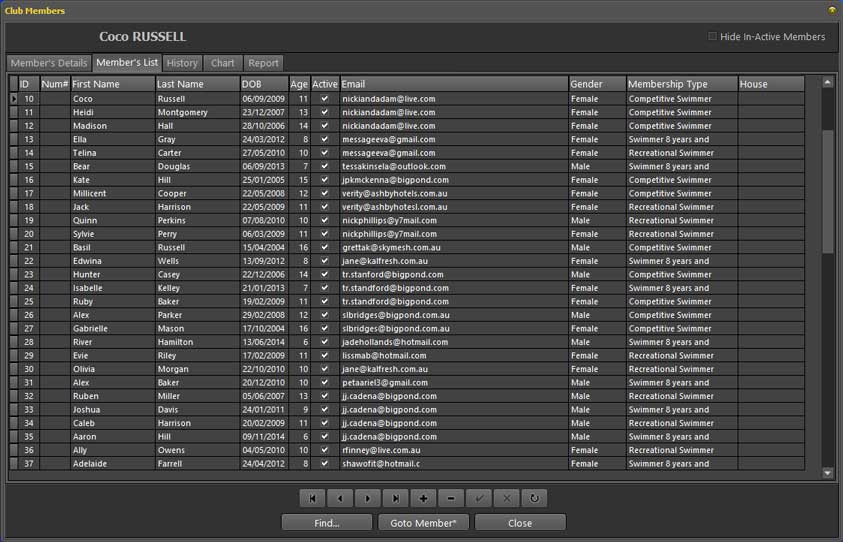 Club Members
Coco RUSSELL
Hide In-Active Members
Member's Details Member's List History Chart Report
ID Num# First Name Last Name DOB Age Active Email Gender Membership Type House
10 Coco Russell 06/09/2009 11 nickiandadam@live.com Female Competitive Swimmer
11 Heidi Montgomery 23/12/2007 13 nickiandadam@live.com Female Competitive Swimmer
12 Madison Hall 28/10/2006 14 nickiandadam@live.com Female Competitive Swimmer
13 Ella Gray 24/03/2012 8 messageeva@gmail.com Female Swimmer 8 years and
14 Telina Carter 27/05/2010 10 messageeva@gmail.com Female Recreational Swimmer
15 Bear Douglas 06/09/2013 7 tessakinsela@outlook.com Male Swimmer 8 years and
16 Kate Hill 25/01/2005 15 jpkmckenna@bigpond.com Female Competitive Swimmer
17 Millicent Cooper 22/05/2008 12 verity@ashbyhotels.com.au Female Competitive Swimmer
18 Jack Harrison 22/05/2009 11 verity@ashbyhotesl.com.au Female Recreational Swimmer
19 Quinn Perkins 07/08/2010 10 nickphillips@y7mail.com Male Recreational Swimmer
20 Sylvie Perry 06/03/2009 11 nickphillips@y7mail.com Female Recreational Swimmer
21 Basil Russell 15/04/2004 16 grettak@skymesh.com.au Male Competitive Swimmer
22 Edwina Wells 13/09/2012 8 jane@kalfresh.com.au Female Swimmer 8 years and
23 Hunter Casey 22/12/2006 14 tr.stanford@bigpond.com Male Competitive Swimmer
24 Isabelle Kelley 21/01/2013 7 tr.standford@bigpond.com Female Swimmer 8 years and
25 Ruby Baker 19/02/2009 11 tr.standford@bigpond.com Female Competitive Swimmer
26 Alex Parker 29/02/2008 12 slbridges@bigpond.com.au Male Competitive Swimmer
27 Gabrielle Mason 17/10/2004 16 slbridges@bigpond.com.au Female Competitive Swimmer
28 River Hamilton 13/06/2014 6 jadehollands@hotmail.com Male Swimmer 8 years and
29 Evie Riley 17/02/2009 11 lissmab@hotmail.com Female Recreational Swimmer
30 Olivia Morgan 22/10/2010 10 jane@kalfresh.com.au Female Recreational Swimmer
31 Alex Baker 20/12/2010 10 petaariel3@gmail.com Male Swimmer 8 years and
32 Ruben Miller 05/06/2007 13 jj.cadena@bigpond.com Male Recreational Swimmer
33 Joshua Davis 24/01/2011 9 jj.cadena@bigpond.com Male Swimmer 8 years and
34 Caleb Harrison 20/02/2009 11 jj.cadena@bigpond.com Male Recreational Swimmer
35 Aaron Hill 09/11/2014 6 jj.cadena@bigpond.com Male Swimmer 8 years and
36 Ally Owens 04/05/2010 10 rfinney@live.com.au Female Recreational Swimmer
37 Adelaide Farrell 24/04/2012 8 shawofit@hotmail.c Female Swimmer 8 years and
Find... Goto Member* Close